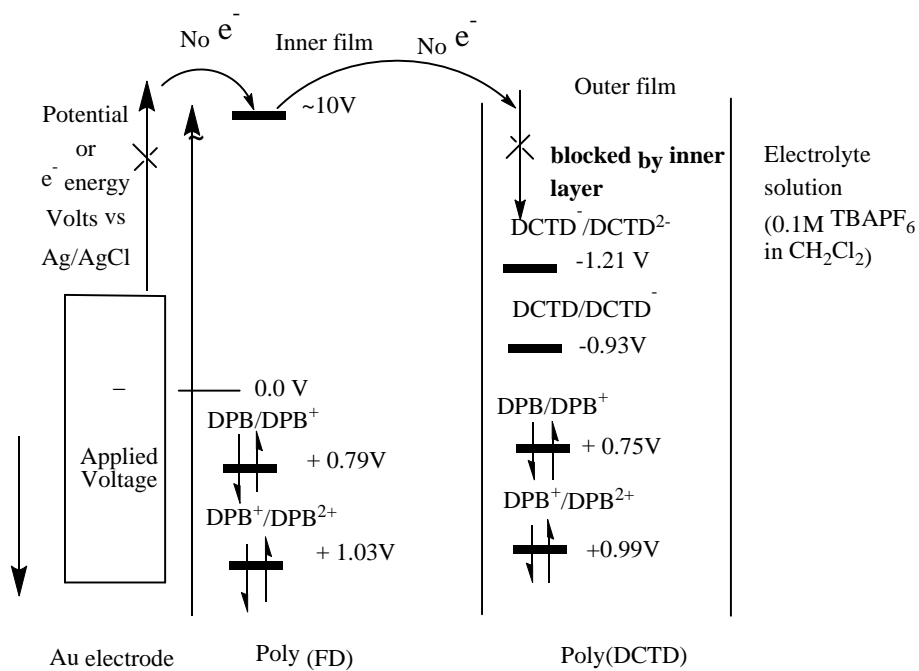 No e-
Inner film
No e-
~10V
Outer film
Potential
or
e- energy
Volts vs
Ag/AgCl
~
blocked by inner
layer
Electrolyte
solution
(0.1M TBAPF6
in CH2Cl2)
DCTD-/DCTD2-
-1.21 V
DCTD/DCTD-
-0.93V
–
0.0 V
DPB/DPB+
+ 0.79V
DPB+/DPB2+
+ 1.03V
DPB/DPB+
+ 0.75V
DPB+/DPB2+
+0.99V
Applied
Voltage
Au electrode
Poly (FD)
Poly(DCTD)